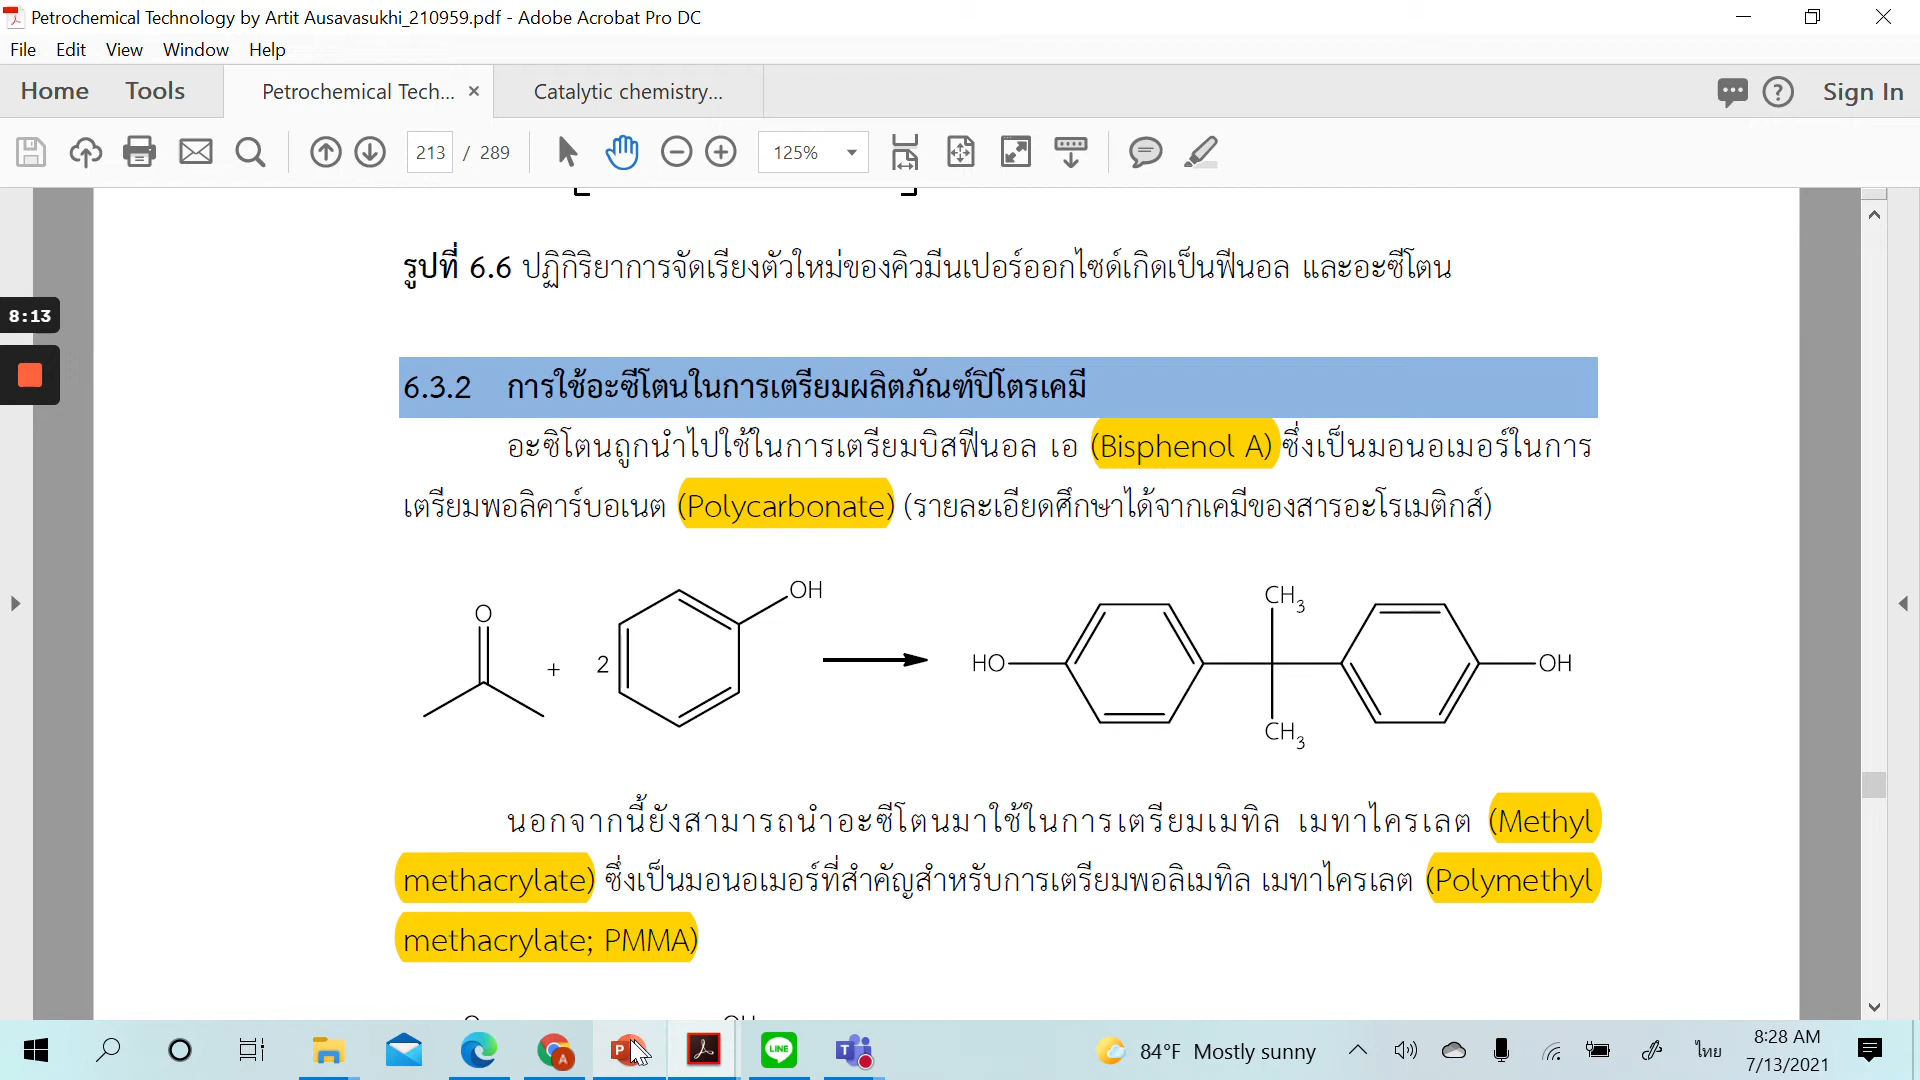 Petrochemical Technology by Artit Ausavasukhi_210959.pdf - Adobe Acrobat Pro DC
File Edit View Window Help
Home Tools Petrochemical Tech... × Catalytic chemistry... Sign In
213 / 289 125%
รูปที่ 6.6 ปฏิกิริยาการจัดเรียงตัวใหม่ของคิวมีนเปอร์ออกไซด์เกิดเป็นฟีนอล และอะซีโตน
8:13
6.3.2 การใช้อะซีโตนในการเตรียมผลิตภัณฑ์ปิโตรเคมี
อะซิโตนถูกนำไปใช้ในการเตรียมบิสฟีนอล เอ (Bisphenol A) ซึ่งเป็นมอนอเมอร์ในการ
เตรียมพอลิคาร์บอเนต (Polycarbonate) (รายละเอียดศึกษาได้จากเคมีของสารอะโรเมติกส์)
O + 2 OH HO CH3 CH3 OH
นอกจากนี้ยังสามารถนำอะซีโตนมาใช้ในการเตรียมเมทิล เมทาไครเลต (Methyl
methacrylate) ซึ่งเป็นมอนอเมอร์ที่สำคัญสำหรับการเตรียมพอลิเมทิล เมทาไครเลต (Polymethyl
methacrylate; PMMA)
84°F Mostly sunny ไทย 8:28 AM
7/13/2021